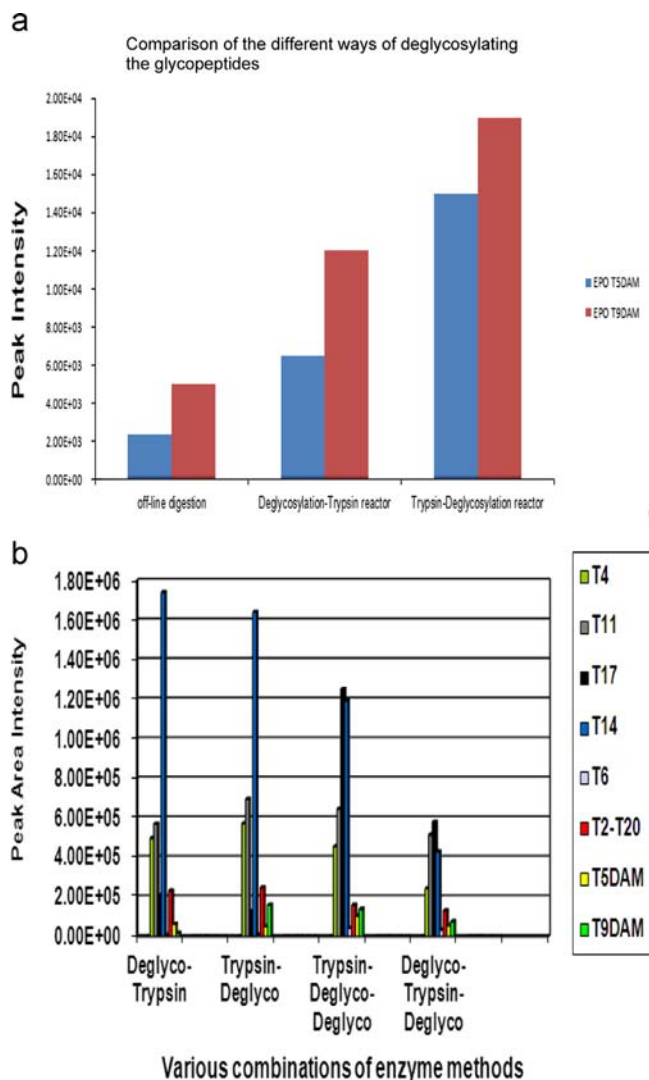 a
Comparison of the different ways of deglycosylating
the glycopeptides
Peak Intensity
2.00E+04
1.80E+04
1.60E+04
1.40E+04
1.20E+04
1.00E+04
8.00E+03
6.00E+03
4.00E+03
2.00E+03
0.00E+00
off-line digestion
Deglycosylation-Trypsin reactor
Trypsin-Deglycosylation reactor
EPO T5DAM
EPO T9DAM
b
Peak Area Intensity
1.80E+06
1.60E+06
1.40E+06
1.20E+06
1.00E+06
8.00E+05
6.00E+05
4.00E+05
2.00E+05
0.00E+00
Deglyco-
Trypsin
Trypsin-
Deglyco
Trypsin-
Deglyco-
Deglyco
Deglyco-
Trypsin-
Deglyco
Various combinations of enzyme methods
T4
T11
T17
T14
T6
T2-T20
T5DAM
T9DAM